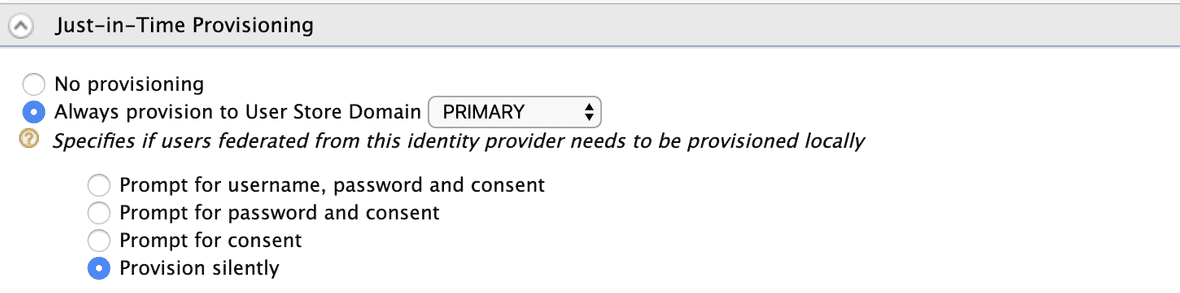 Just-in-Time Provisioning
No provisioning
Always provision to User Store Domain PRIMARY
? Specifies if users federated from this identity provider needs to be provisioned locally
Prompt for username, password and consent
Prompt for password and consent
Prompt for consent
Provision silently